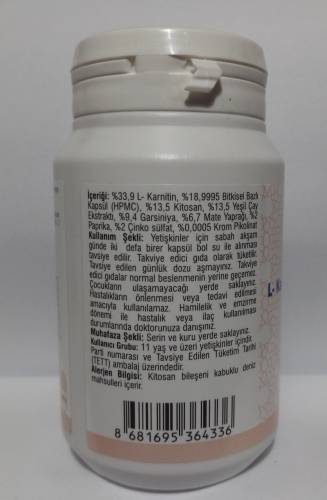 İçeriği: %33,9 L- Karnitin, %18,9995 Bitkisel Bazlı
Kapsül (HPMC), %13,5 Kitosan, %13,5 Yeşil Çay
Ekstraktı, %9,4 Garsiniya, %6,7 Mate Yaprağı, %2
Paprika, %2 Çinko sülfat, %0,0005 Krom Pikolinat
Kullanım Şekli: Yetişkinler için sabah akşam
günde iki defa birer kapsül bol su ile alınması
tavsiye edilir. Takviye edici gıda olarak tüketilir.
Tavsiye edilen günlük dozu aşmayınız. Takviye
edici gıdalar normal beslenmenin yerine geçemez.
Çocukların ulaşamayacağı yerde saklayınız.
Hastalıkların önlenmesi veya tedavi edilmesi
amacıyla kullanılamaz. Hamilelik ve emzirme
dönemi ile hastalık veya ilaç kullanılması
durumlarında doktorunuza danışınız.
Muhafaza Şekli: Serin ve kuru yerde saklayınız.
Kullanıcı Grubu: 11 yaş ve üzeri yetişkinler içindir.
Parti numarası ve Tavsiye Edilen Tüketim Tarihi
(TETT) ambalaj üzerindedir.
Alerjen Bilgisi: Kitosan bileşeni kabuklu deniz
mahsulleri içerir.
8 681695 364336